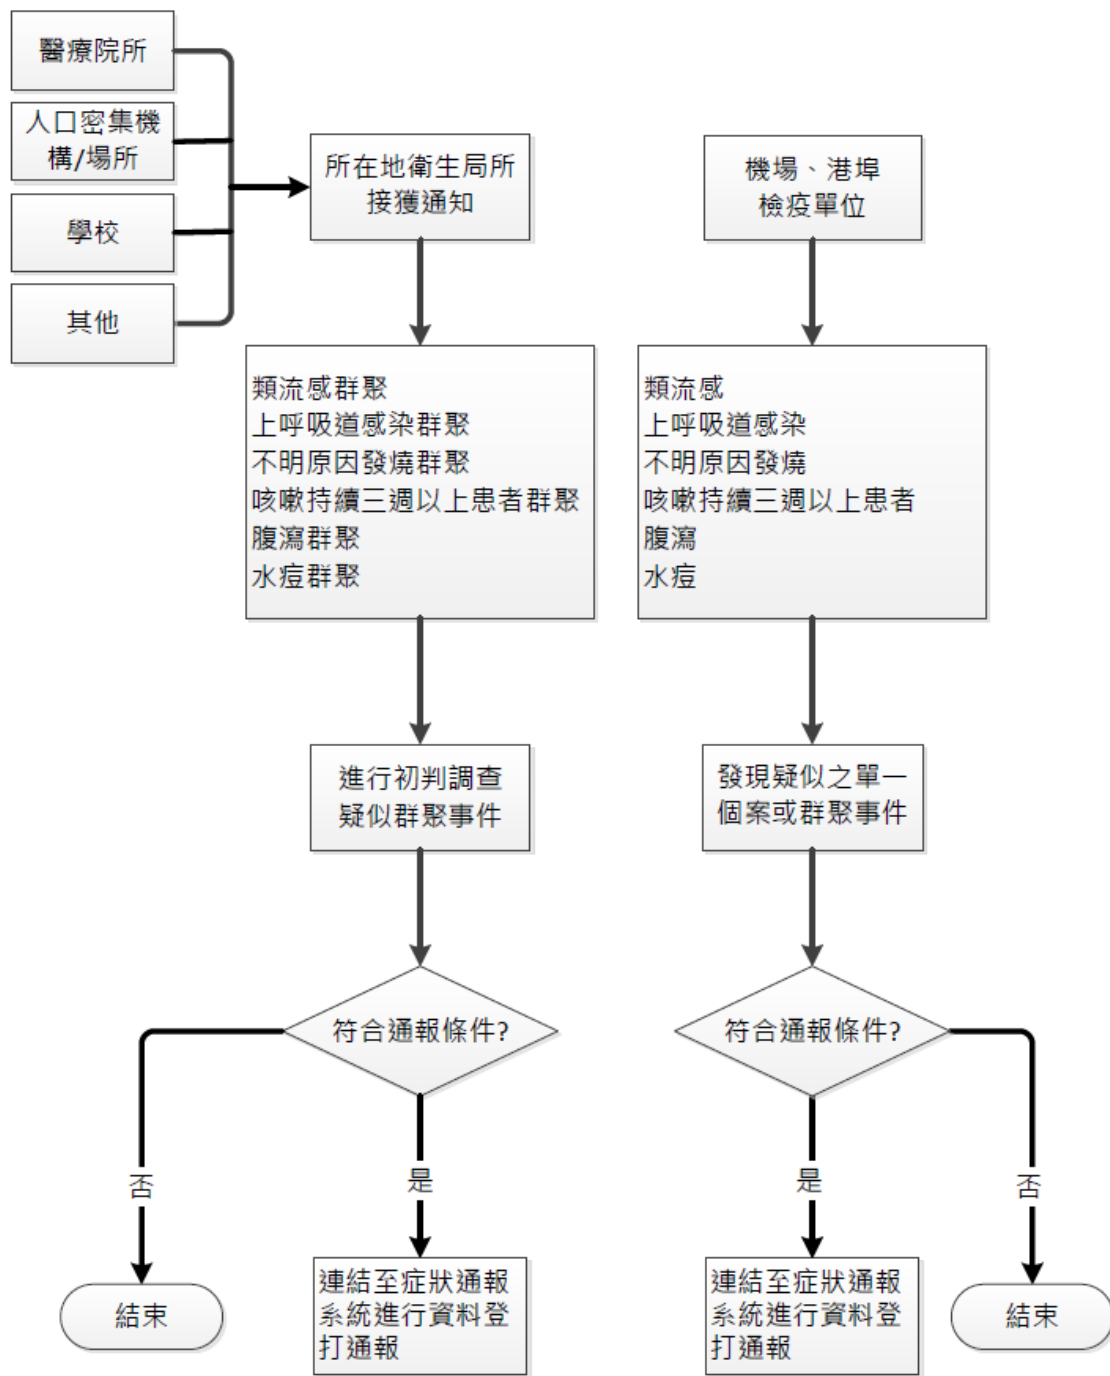 醫療院所
人口密集機
構/場所
學校
其他
所在地衛生局所
接獲通知
類流感群聚
上呼吸道感染群聚
不明原因發燒群聚
咳嗽持續三週以上患者群聚
腹瀉群聚
水痘群聚
進行初判調查
疑似群聚事件
符合通報條件?
否
是
結束
連結至症狀通報
系統進行資料登
打通報
機場、港埠
檢疫單位
類流感
上呼吸道感染
不明原因發燒
咳嗽持續三週以上患者
腹瀉
水痘
發現疑似之單一
個案或群聚事件
符合通報條件?
是
否
連結至症狀通報
系統進行資料登
打通報
結束